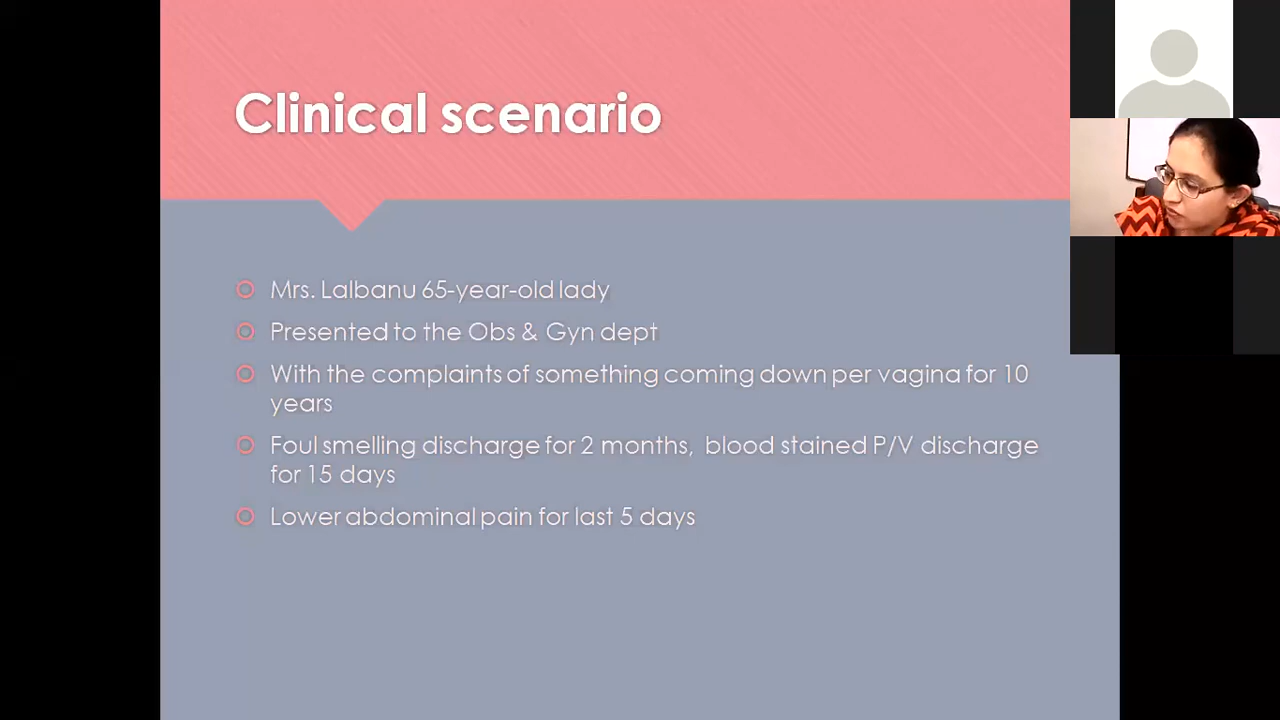 Clinical scenario
Mrs. Lalbanu 65-year-old lady
Presented to the Obs & Gyn dept
With the complaints of something coming down per vagina for 10
years
Foul smelling discharge for 2 months, blood stained P/V discharge
for 15 days
Lower abdominal pain for last 5 days